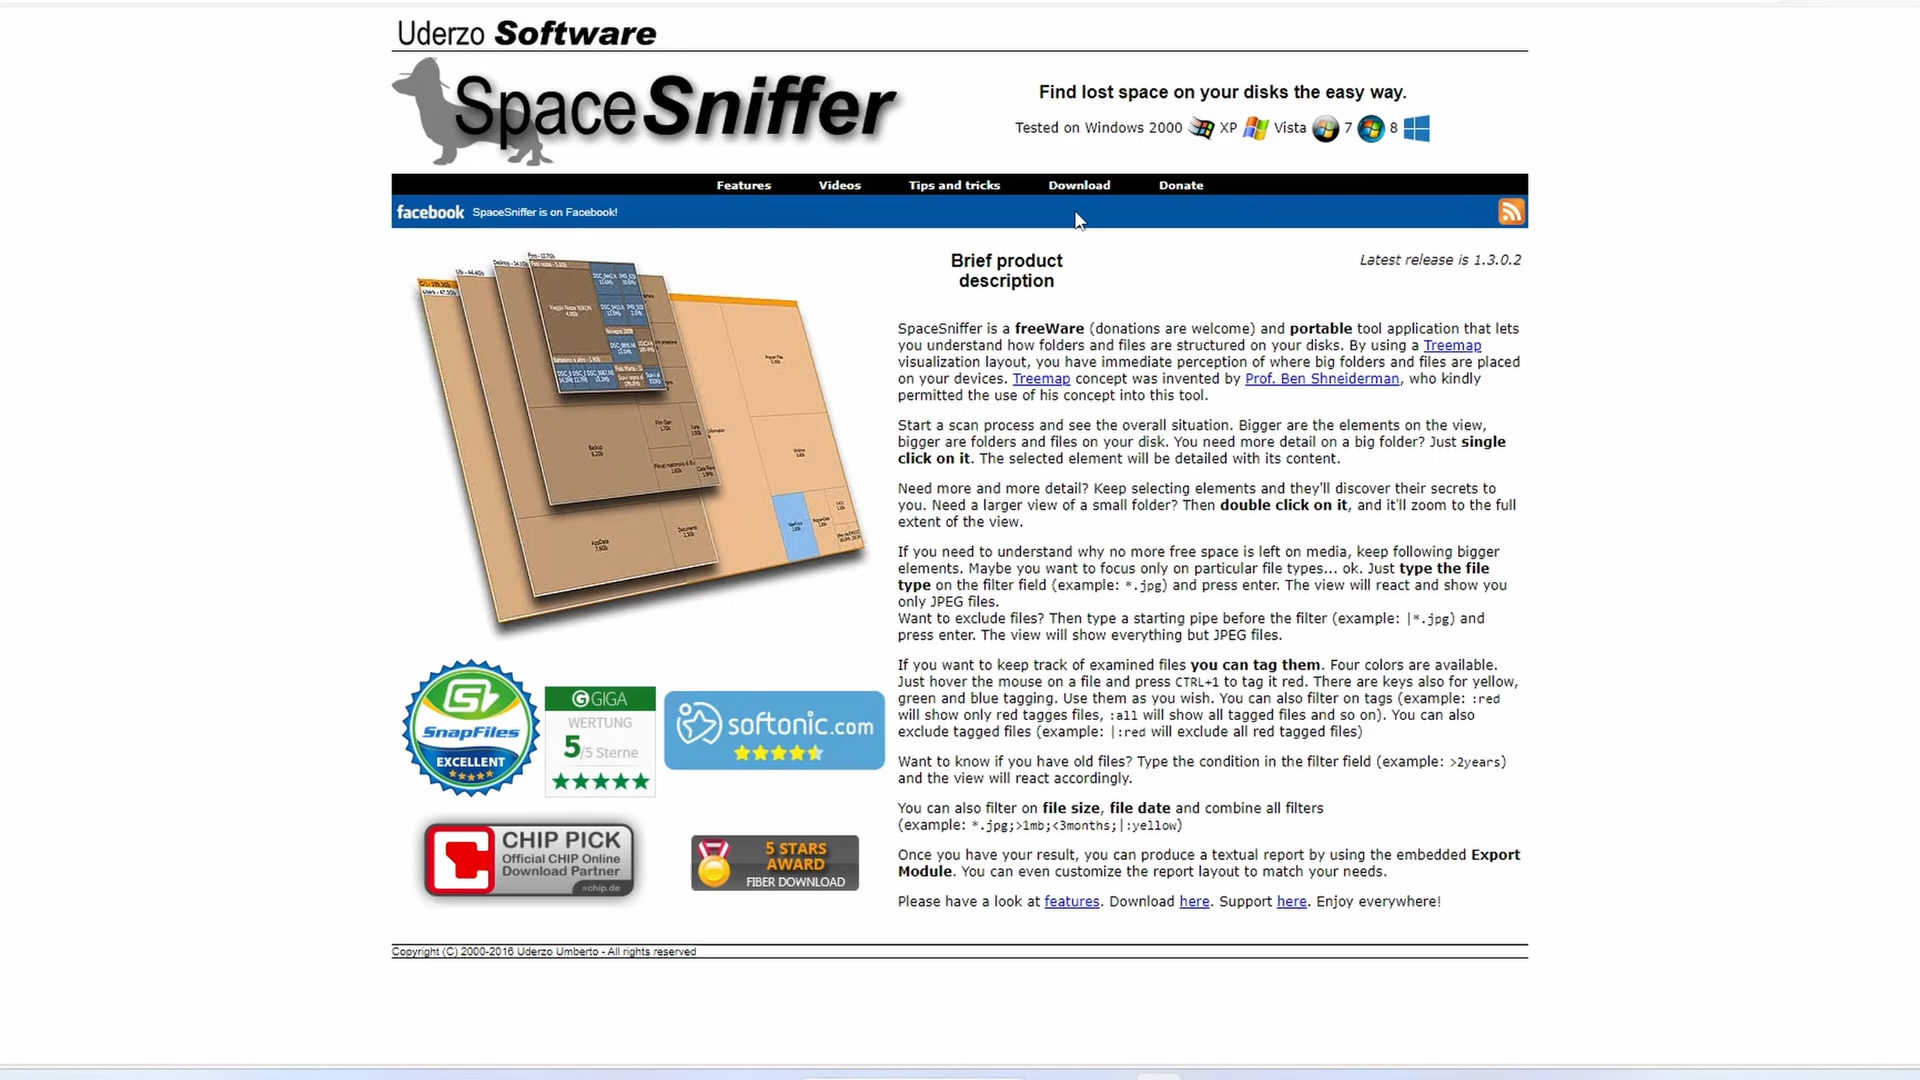 Uderzo Software
SpaceSniffer
Find lost space on your disks the easy way.
Tested on Windows 2000 XP Vista 7 8
Features Videos Tips and tricks Download Donate
facebook SpaceSniffer is on Facebook!
Brief product
description
Latest release is 1.3.0.2
SpaceSniffer is a freeWare (donations are welcome) and portable tool application that lets
you understand how folders and files are structured on your disks. By using a Treemap
visualization layout, you have immediate perception of where big folders and files are placed
on your devices. Treemap concept was invented by Prof. Ben Shneiderman, who kindly
permitted the use of his concept into this tool.
Start a scan process and see the overall situation. Bigger are the elements on the view,
bigger are folders and files on your disk. You need more detail on a big folder? Just single
click on it. The selected element will be detailed with its content.
Need more and more detail? Keep selecting elements and they'll discover their secrets to
you. Need a larger view of a small folder? Then double click on it, and it'll zoom to the full
extent of the view.
If you need to understand why no more free space is left on media, keep following bigger
elements. Maybe you want to focus only on particular file types... ok. Just type the file
type on the filter field (example: *.jpg) and press enter. The view will react and show you
only JPEG files.
Want to exclude files? Then type a starting pipe before the filter (example: |*.jpg) and
press enter. The view will show everything but JPEG files.
If you want to keep track of examined files you can tag them. Four colors are available.
Just hover the mouse on a file and press CTRL+1 to tag it red. There are keys also for yellow,
green and blue tagging. Use them as you wish. You can also filter on tags (example: :red
will show only red tagges files, :all will show all tagged files and so on). You can also
exclude tagged files (example: |:red will exclude all red tagged files)
Want to know if you have old files? Type the condition in the filter field (example: >2years)
and the view will react accordingly.
You can also filter on file size, file date and combine all filters
(example: *.jpg;>1mb;<3months;|:yellow)
Once you have your result, you can produce a textual report by using the embedded Export
Module. You can even customize the report layout to match your needs.
Please have a look at features. Download here. Support here. Enjoy everywhere!
Backup
AppData
Documents
SnapFiles
EXCELLENT
GIGA
WERTUNG
5/5 Sterne
softonic.com
CHIP PICK
Official CHIP Online
Download Partner
chip.de
5 STARS
AWARD
FIBER DOWNLOAD
Copyright (C) 2000-2016 Uderzo Umberto - All rights reserved